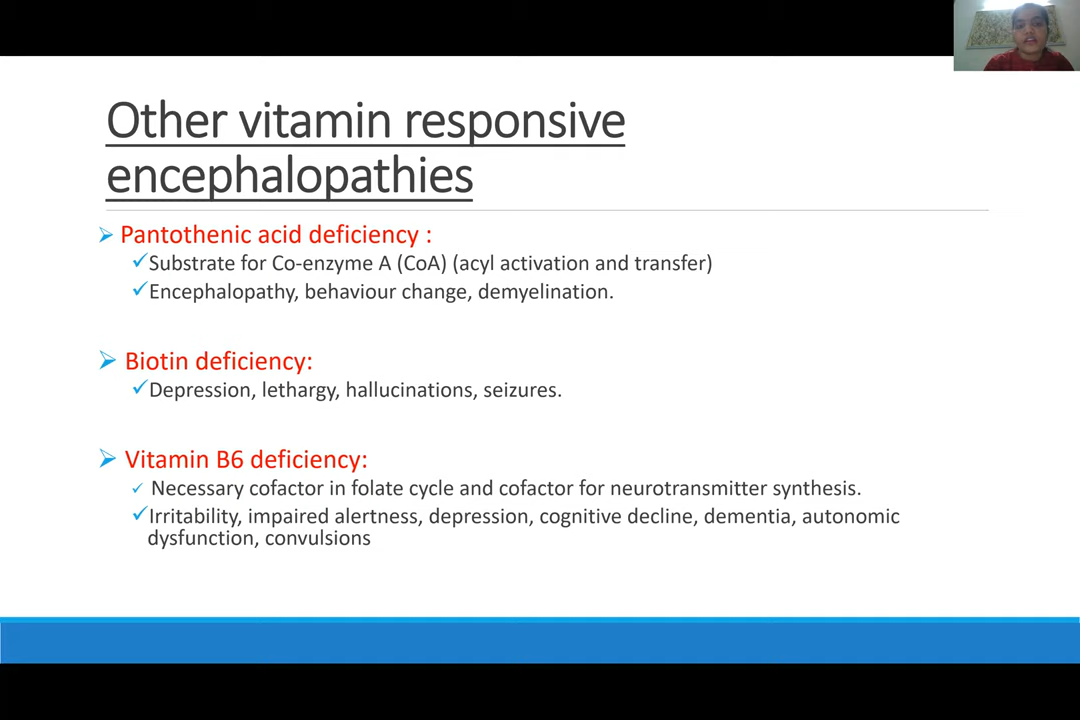 Other vitamin responsive
encephalopathies
Pantothenic acid deficiency :
Substrate for Co-enzyme A (CoA) (acyl activation and transfer)
Encephalopathy, behaviour change, demyelination.
Biotin deficiency:
Depression, lethargy, hallucinations, seizures.
Vitamin B6 deficiency:
Necessary cofactor in folate cycle and cofactor for neurotransmitter synthesis.
Irritability, impaired alertness, depression, cognitive decline, dementia, autonomic
dysfunction, convulsions